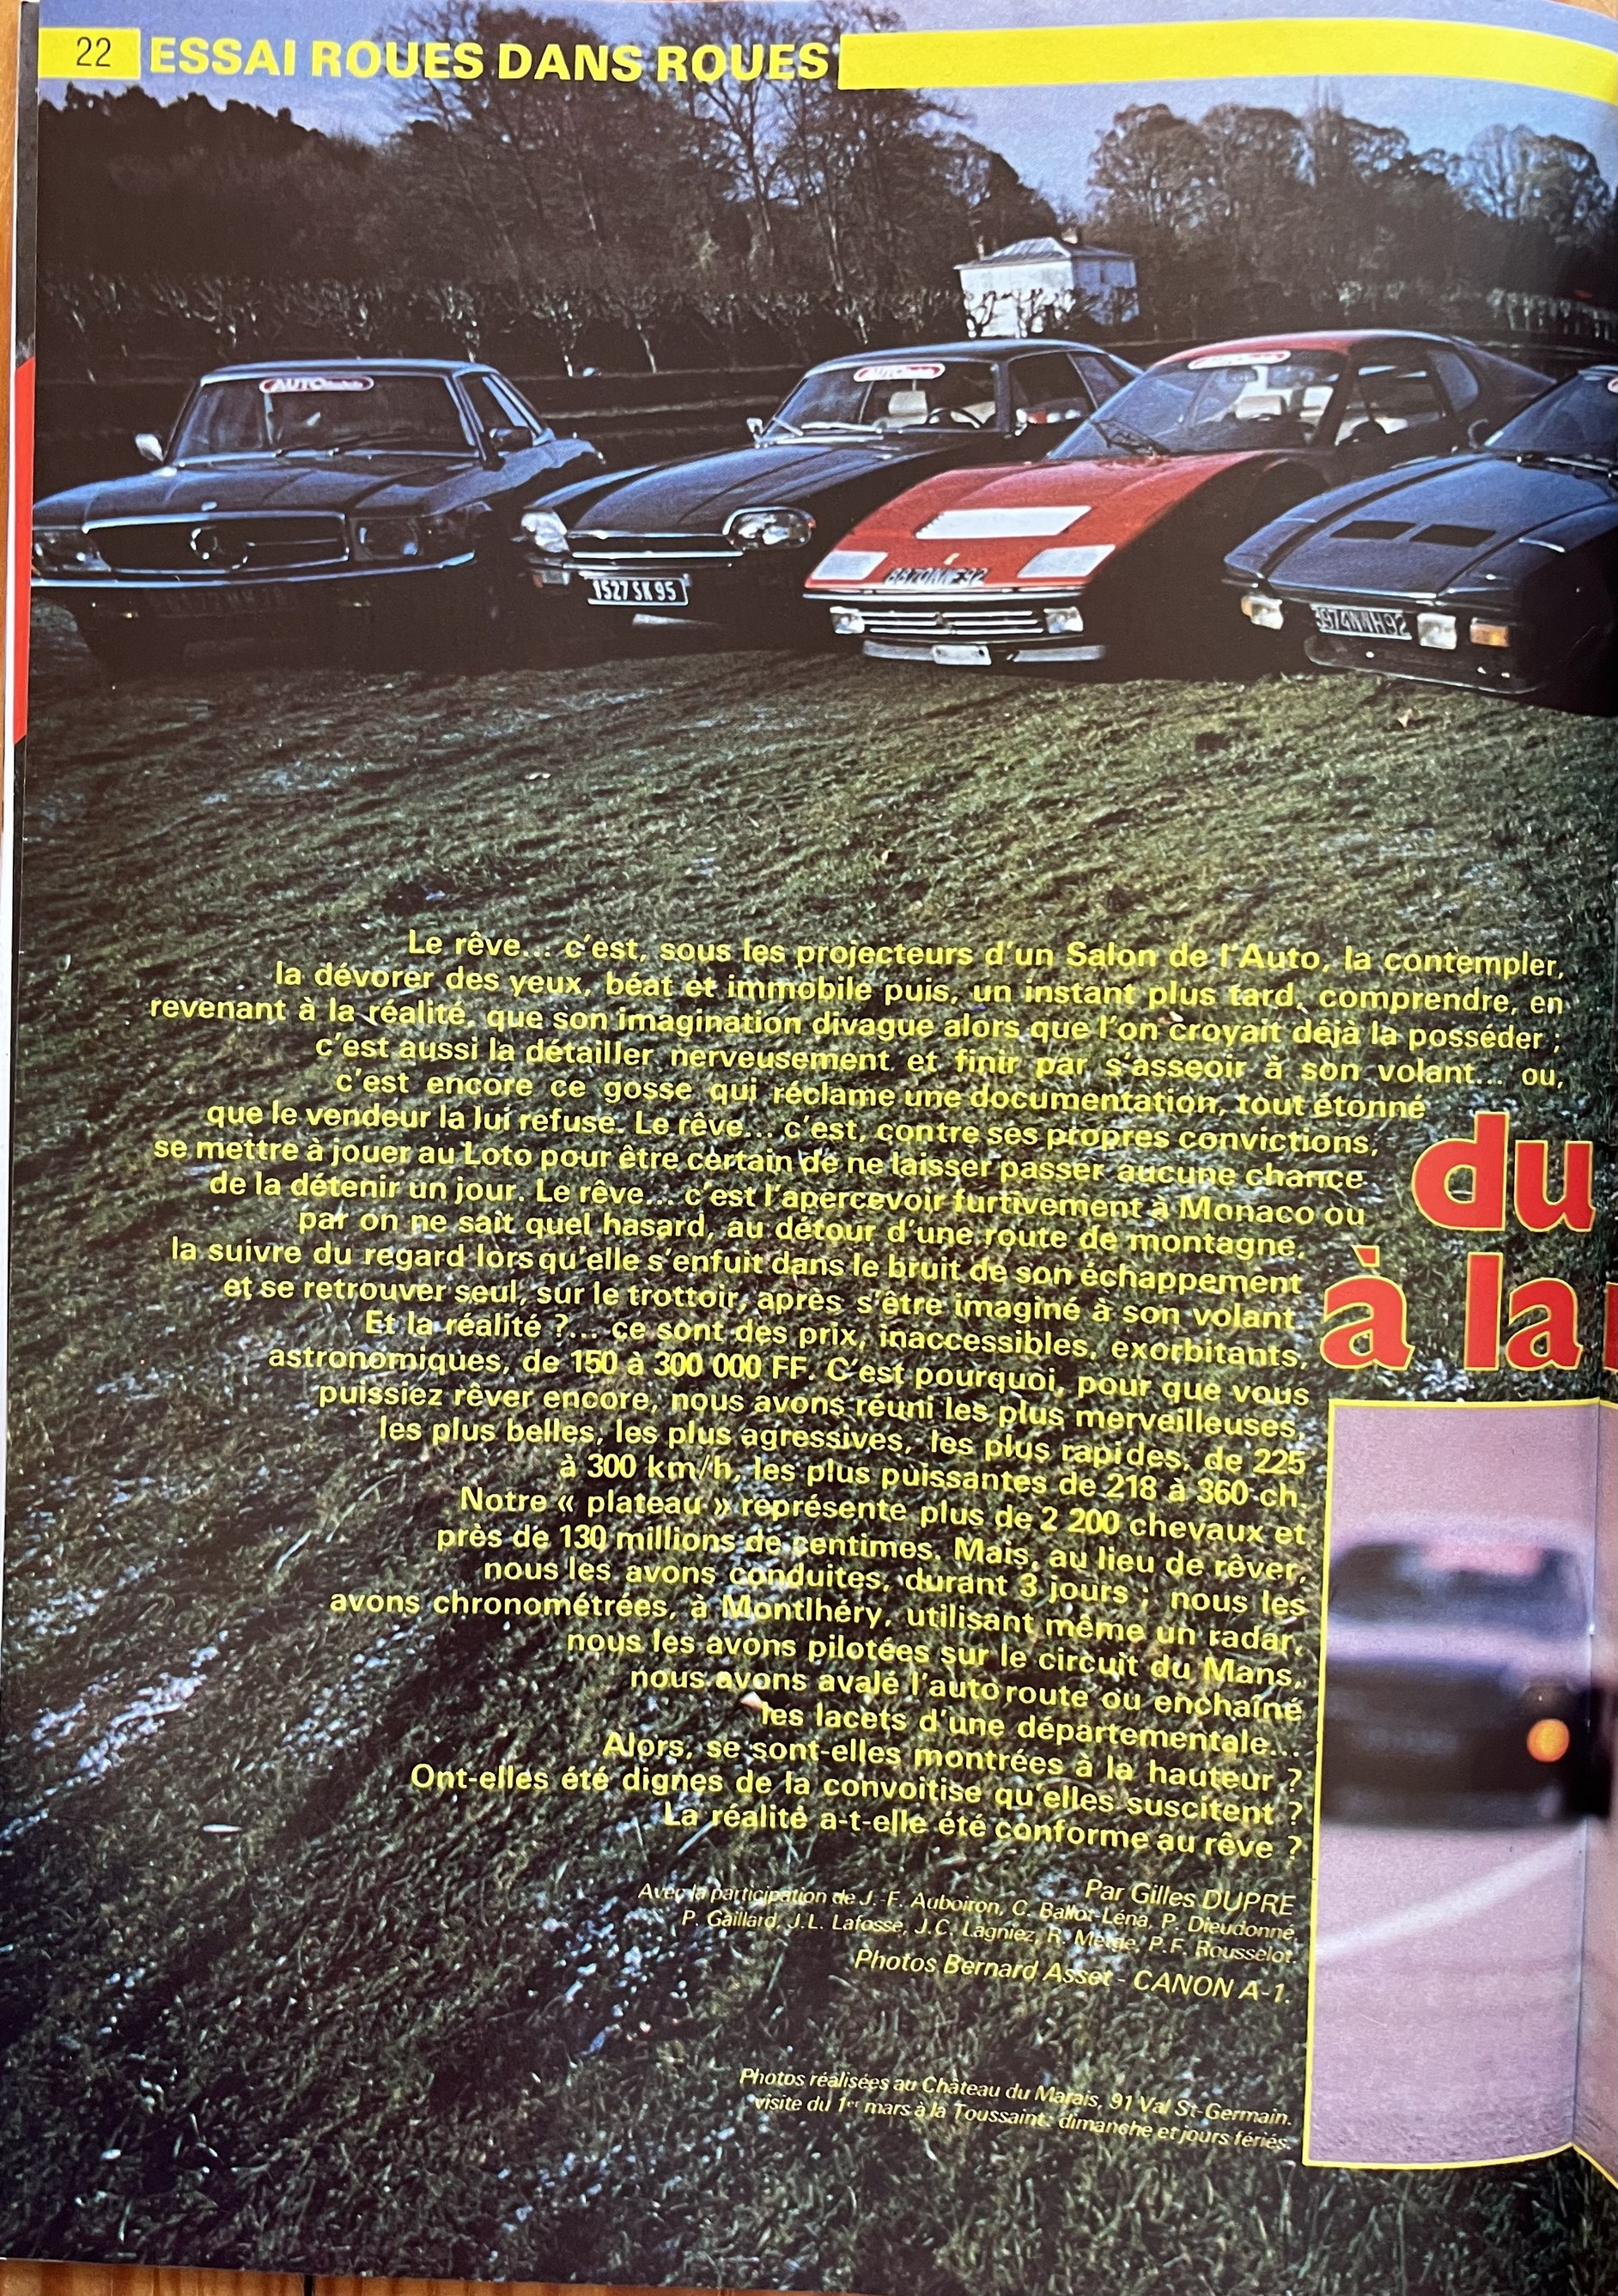 22 ESSAI ROUES DANS ROUES
AUTO
AUTO
1527 SK 95
3974NWH92
Le rêve... c'est, sous les projecteurs d'un Salon de l'Auto, la contempler,
la dévorer des yeux, béat et immobile puis, un instant plus tard, comprendre, en
revenant à la réalité, que son imagination divague alors que l'on croyait déjà la posséder ;
c'est aussi la détailler nerveusement et finir par s'asseoir à son volant... ou,
c'est encore ce gosse qui réclame une documentation, tout étonné
que le vendeur la lui refuse. Le rêve... c'est, contre ses propres convictions,
se mettre à jouer au Loto pour être certain de ne laisser passer aucune chance
de la détenir un jour. Le rêve... c'est l'apercevoir furtivement à Monaco ou
par on ne sait quel hasard, au détour d'une route de montagne,
la suivre du regard lorsqu'elle s'enfuit dans le bruit de son échappement
et se retrouver seul, sur le trottoir, après s'être imaginé à son volant.
Et la réalité ?... ce sont des prix, inaccessibles, exorbitants,
astronomiques, de 150 à 300 000 FF. C'est pourquoi, pour que vous
puissiez rêver encore, nous avons réuni les plus merveilleuses,
les plus belles, les plus agressives, les plus rapides, de 225
à 300 km/h, les plus puissantes de 218 à 360 ch.
Notre « plateau » représente plus de 2 200 chevaux et
près de 130 millions de centimes. Mais, au lieu de rêver,
nous les avons conduites, durant 3 jours ; nous les
avons chronométrées, à Montlhéry, utilisant même un radar,
nous les avons pilotées sur le circuit du Mans,
nous avons avalé l'autoroute ou enchaîné
les lacets d'une départementale...
Alors, se sont-elles montrées à la hauteur ?
Ont-elles été dignes de la convoitise qu'elles suscitent ?
La réalité a-t-elle été conforme au rêve ?
du
à la
Par Gilles DUPRE
Avec la participation de J.-F. Auboiron, C. Ballot-Léna, P. Dieudonné,
P. Gaillard, J.L. Lafosse, J.C. Lagniez, R. Metge, P.F. Rousselot.
Photos Bernard Asset - CANON A-1.
Photos réalisées au Château du Marais, 91 Val St-Germain.
visite du 1er mars à la Toussaint : dimanche et jours fériés.